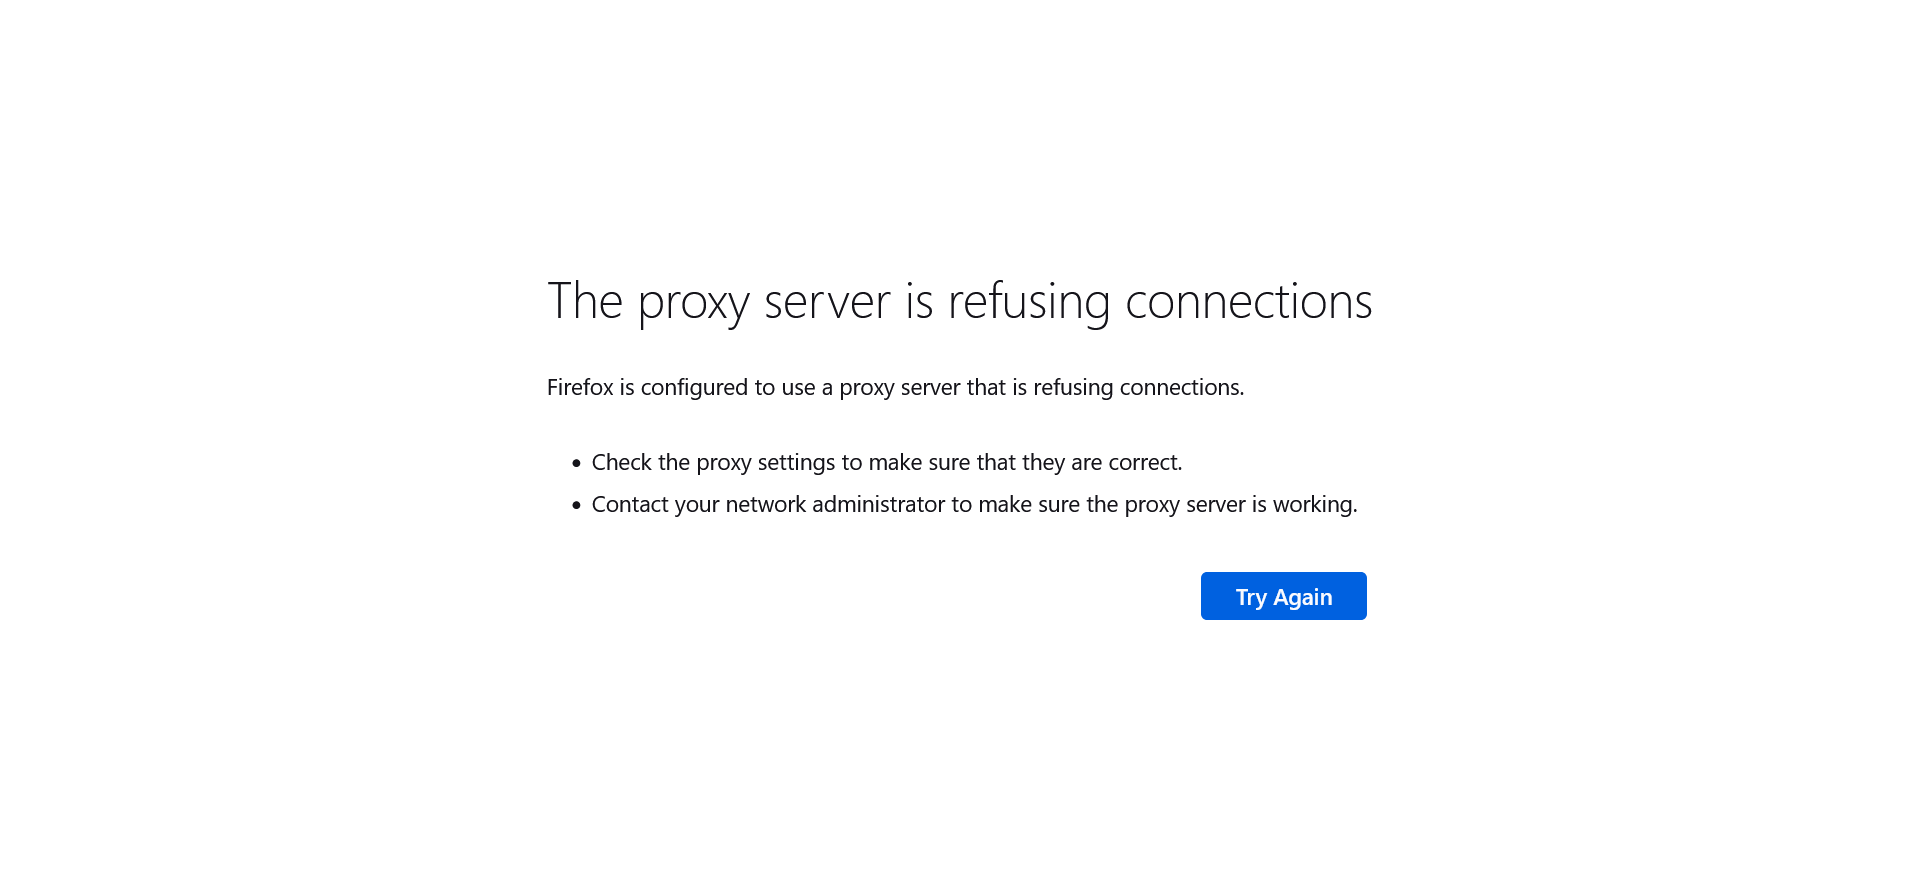 The proxy server is refusing connections
Firefox is configured to use a proxy server that is refusing connections.
• Check the proxy settings to make sure that they are correct.
• Contact your network administrator to make sure the proxy server is working.
Try Again